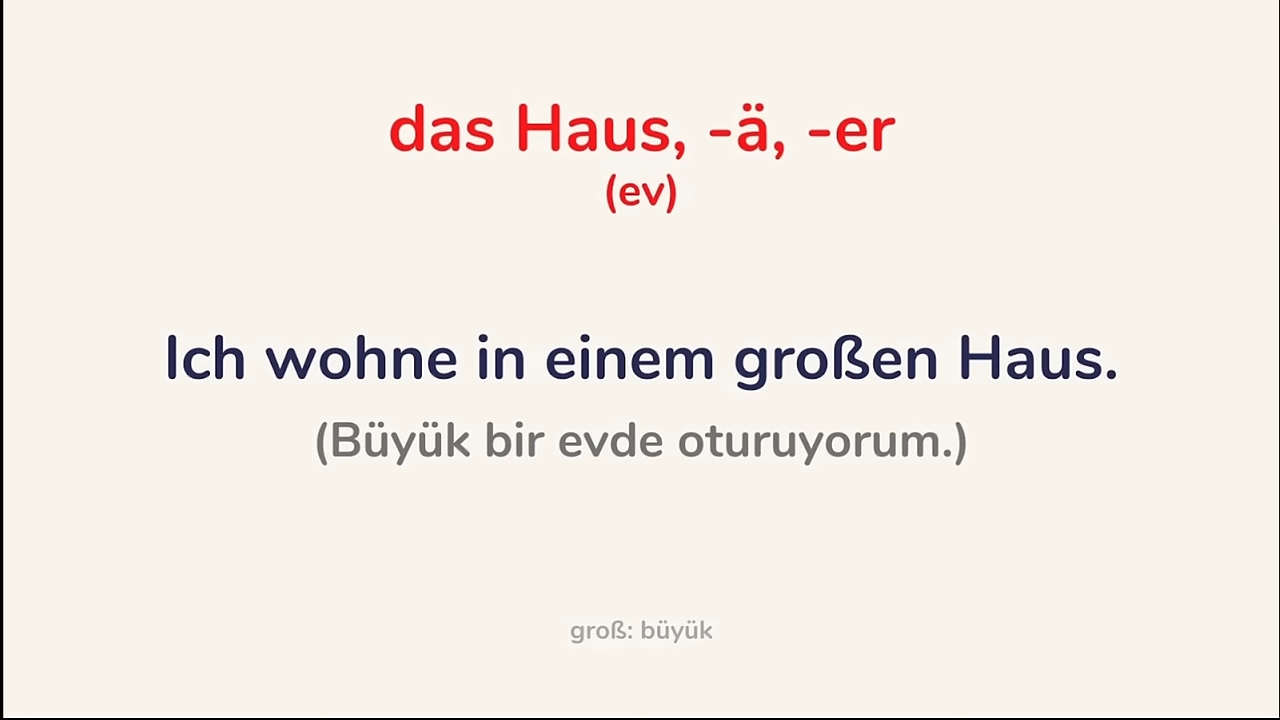 das Haus, -ä, -er
(ev)
Ich wohne in einem großen Haus.
(Büyük bir evde oturuyorum.)
groß: büyük